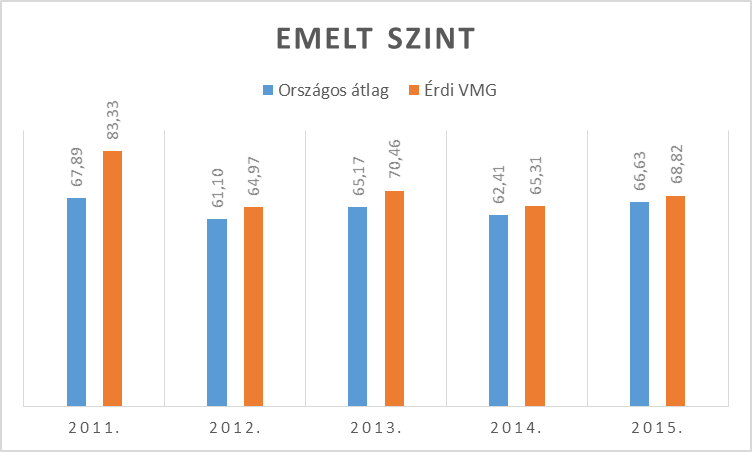 EMELT SZINT
Országos átlag Érdi VMG
67,89 83,33 61,10 64,97 65,17 70,46 62,41 65,31 66,63 68,82
2011. 2012. 2013. 2014. 2015.